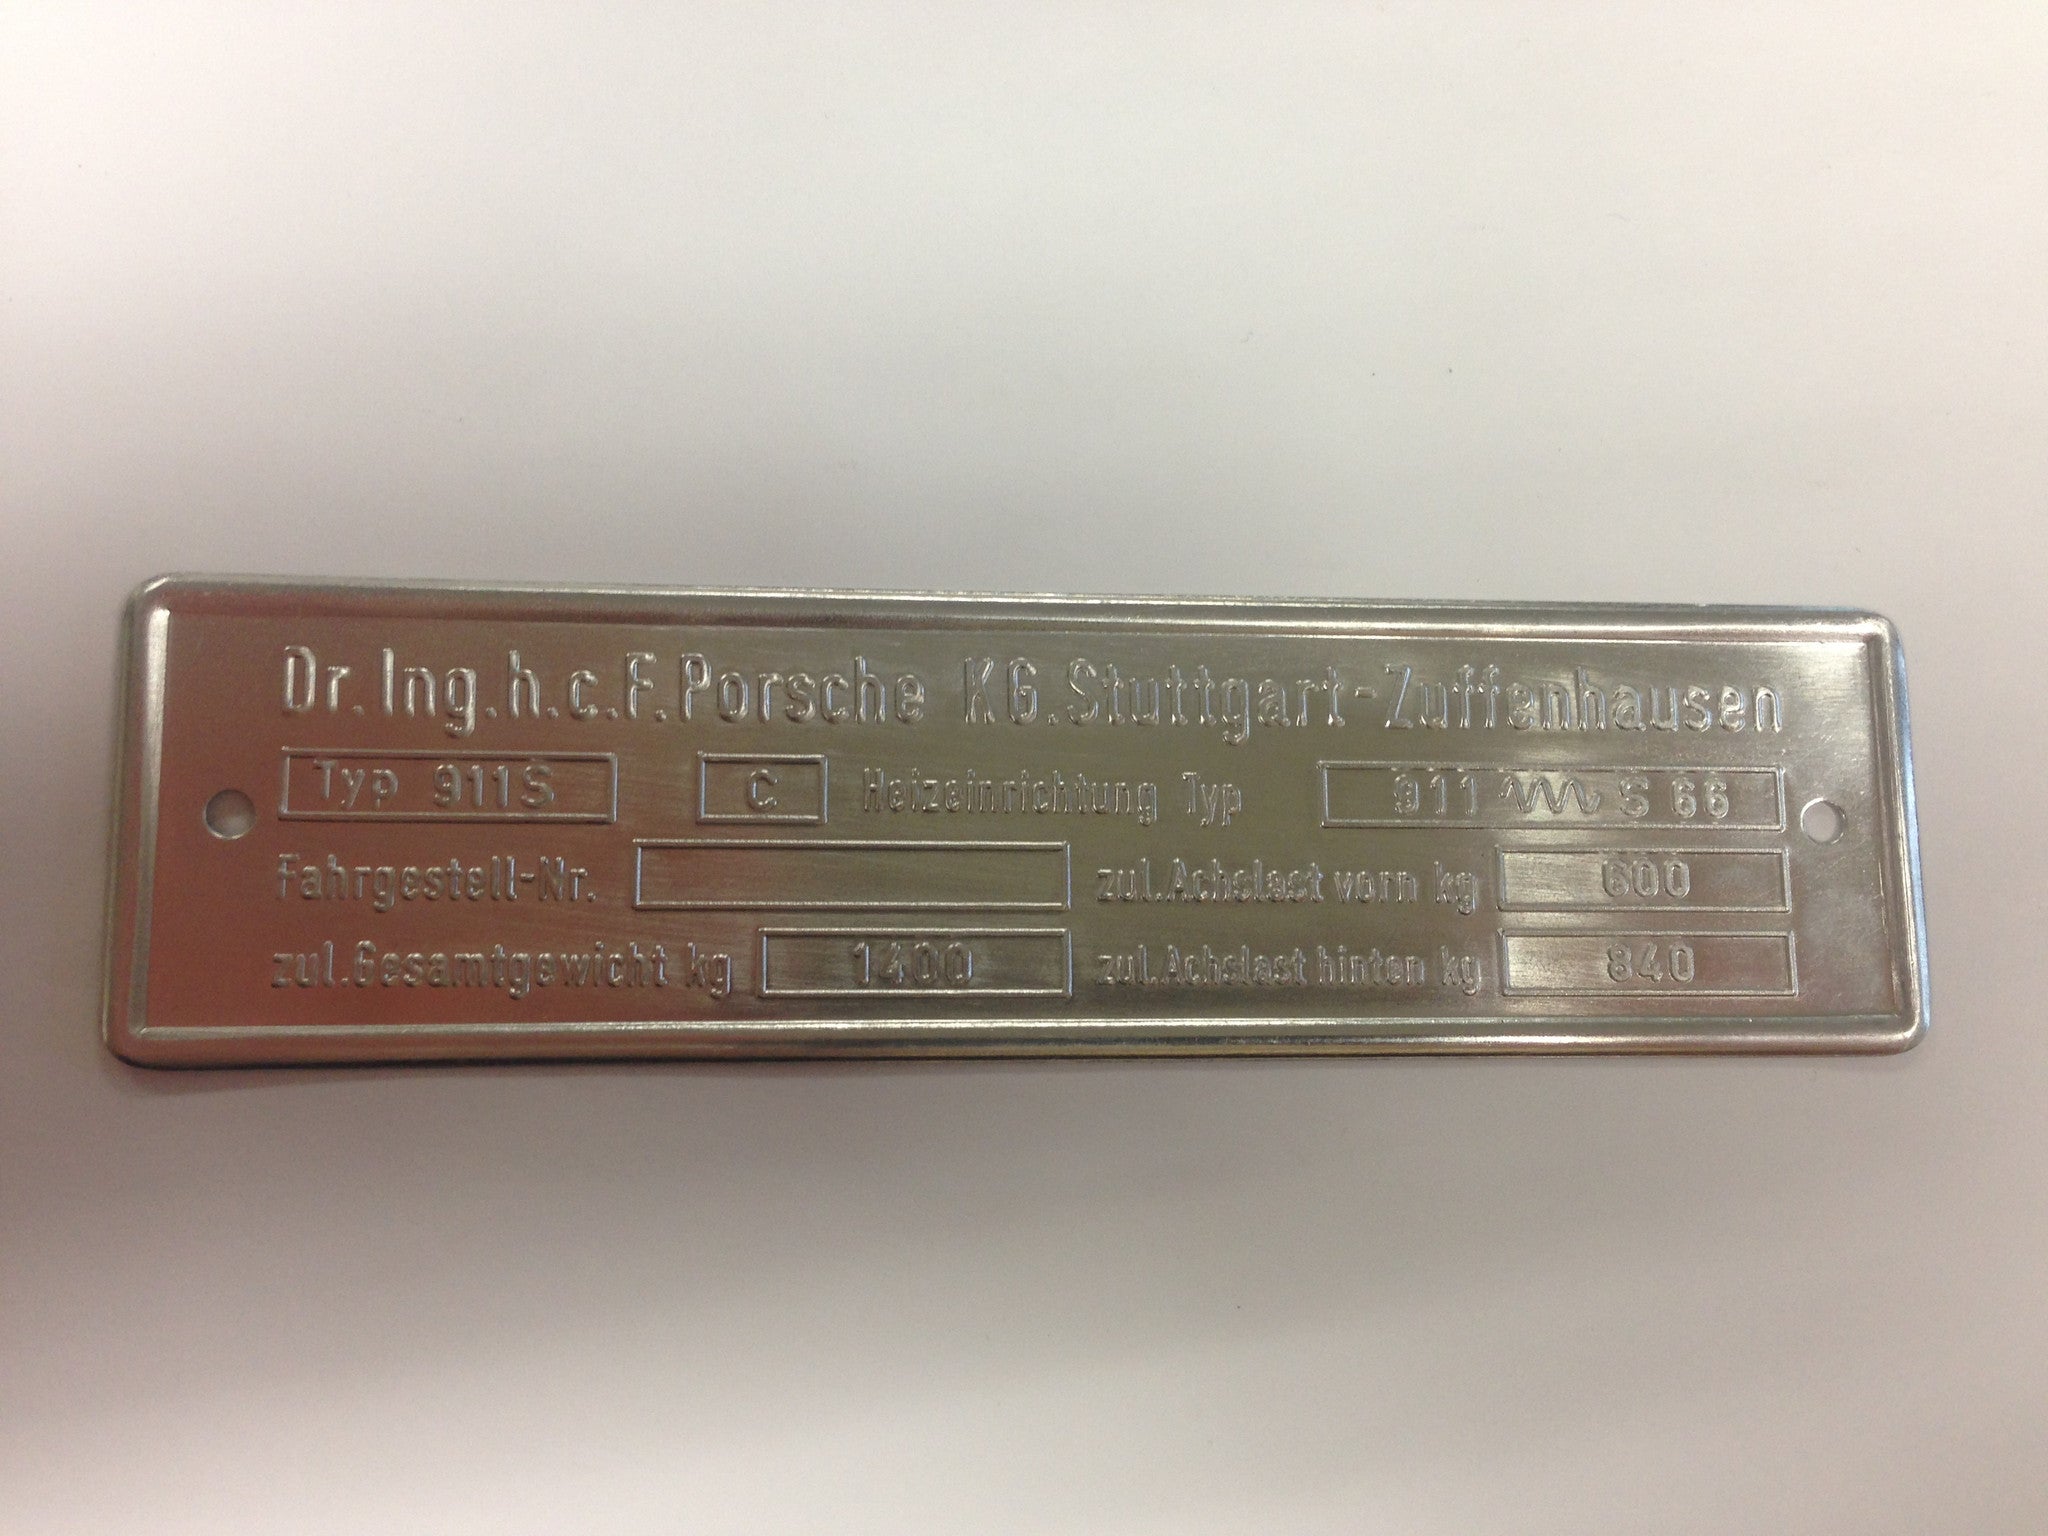 Dr.Ing.h.c.F.Porsche KG.Stuttgart-Zuffenhausen
Typ 911S C Heizeinrichtung Typ 911 S 66
Fahrgestell-Nr. zul.Achslast vorn kg 600
zul.Gesamtgewicht kg 1400 zul.Achslast hinten kg 840